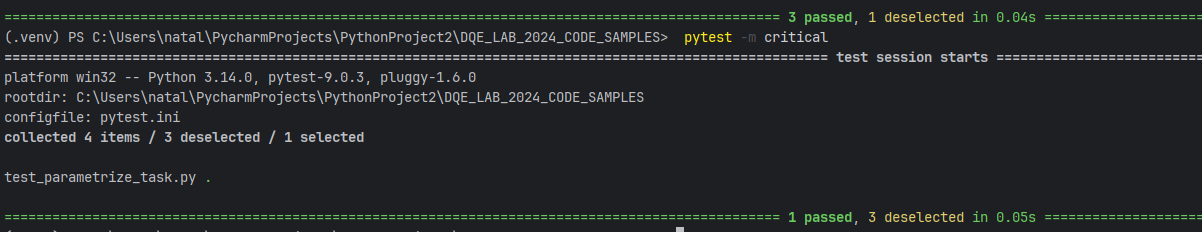 ============================================================================================== 3 passed, 1 deselected in 0.04s ===================
(.venv) PS C:\Users\natal\PycharmProjects\PythonProject2\DQE_LAB_2024_CODE_SAMPLES>  pytest -m critical
==================================================================================================== test session starts =========================
platform win32 -- Python 3.14.0, pytest-9.0.3, pluggy-1.6.0
rootdir: C:\Users\natal\PycharmProjects\PythonProject2\DQE_LAB_2024_CODE_SAMPLES
configfile: pytest.ini
collected 4 items / 3 deselected / 1 selected
test_parametrize_task.py .
============================================================================================== 1 passed, 3 deselected in 0.05s ===================